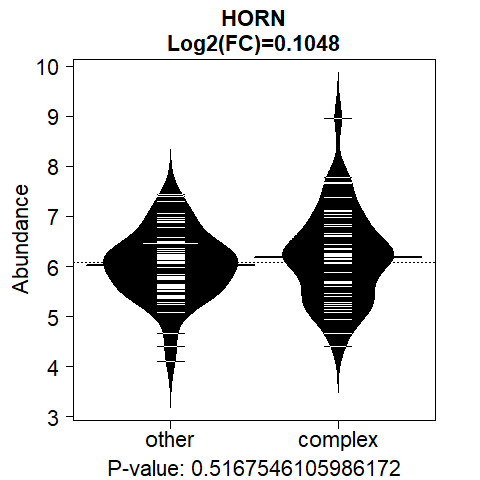 HORN
Log2(FC)=0.1048
10
9
8
7
6
5
4
3
Abundance
other complex
P-value: 0.5167546105986172